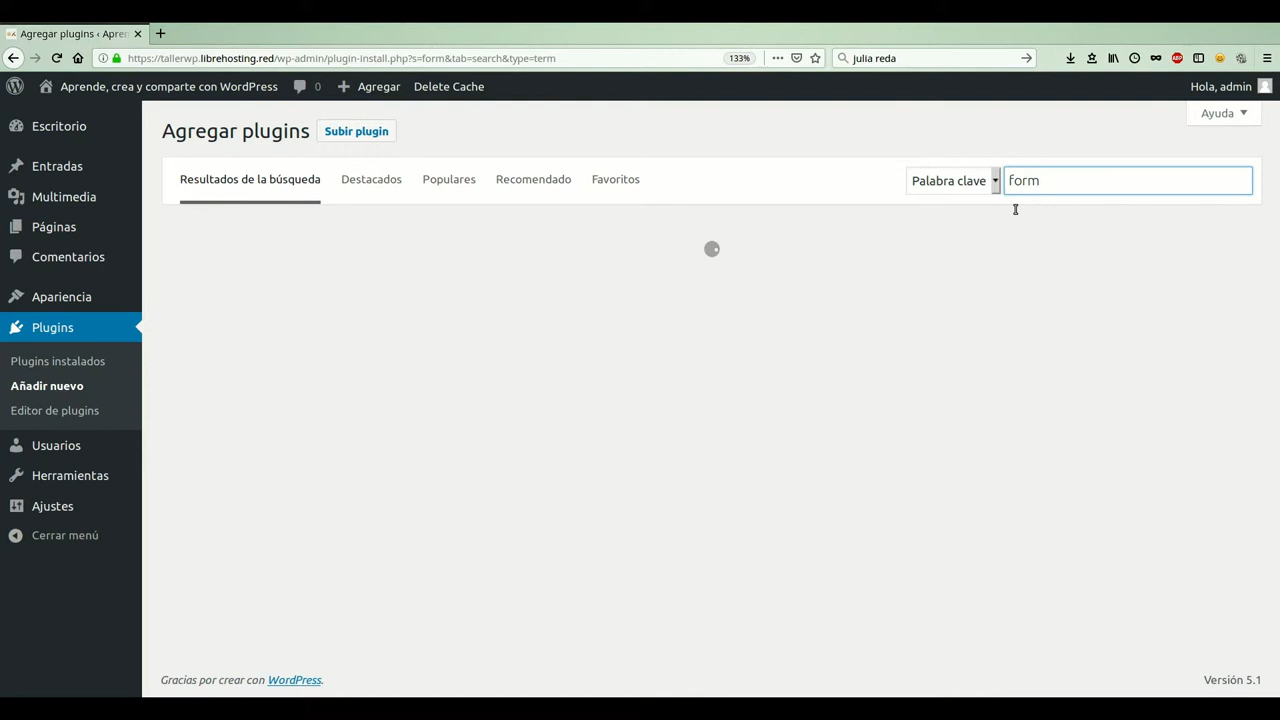 Agregar plugins ‹ Apren
https://tallerwp.librehosting.red/wp-admin/plugin-install.php?s=form&tab=search&type=term
133%
julia reda
Aprende, crea y comparte con WordPress
0
Agregar
Delete Cache
Hola, admin
Escritorio
Entradas
Multimedia
Páginas
Comentarios
Apariencia
Plugins
Plugins instalados
Añadir nuevo
Editor de plugins
Usuarios
Herramientas
Ajustes
Cerrar menú
Ayuda
Agregar plugins
Subir plugin
Resultados de la búsqueda
Destacados
Populares
Recomendado
Favoritos
Palabra clave
form
Gracias por crear con WordPress.
Versión 5.1